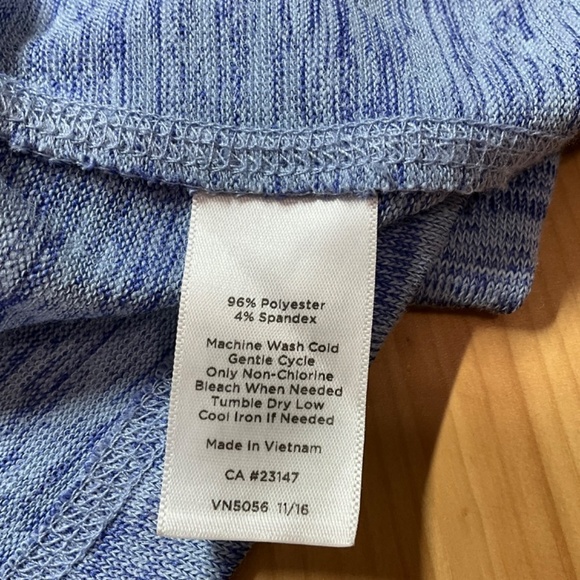 96% Polyester
4% Spandex
Machine Wash Cold
Gentle Cycle
Only Non-Chlorine
Bleach When Needed
Tumble Dry Low
Cool Iron If Needed
Made In Vietnam
CA #23147
VN5056 11/16